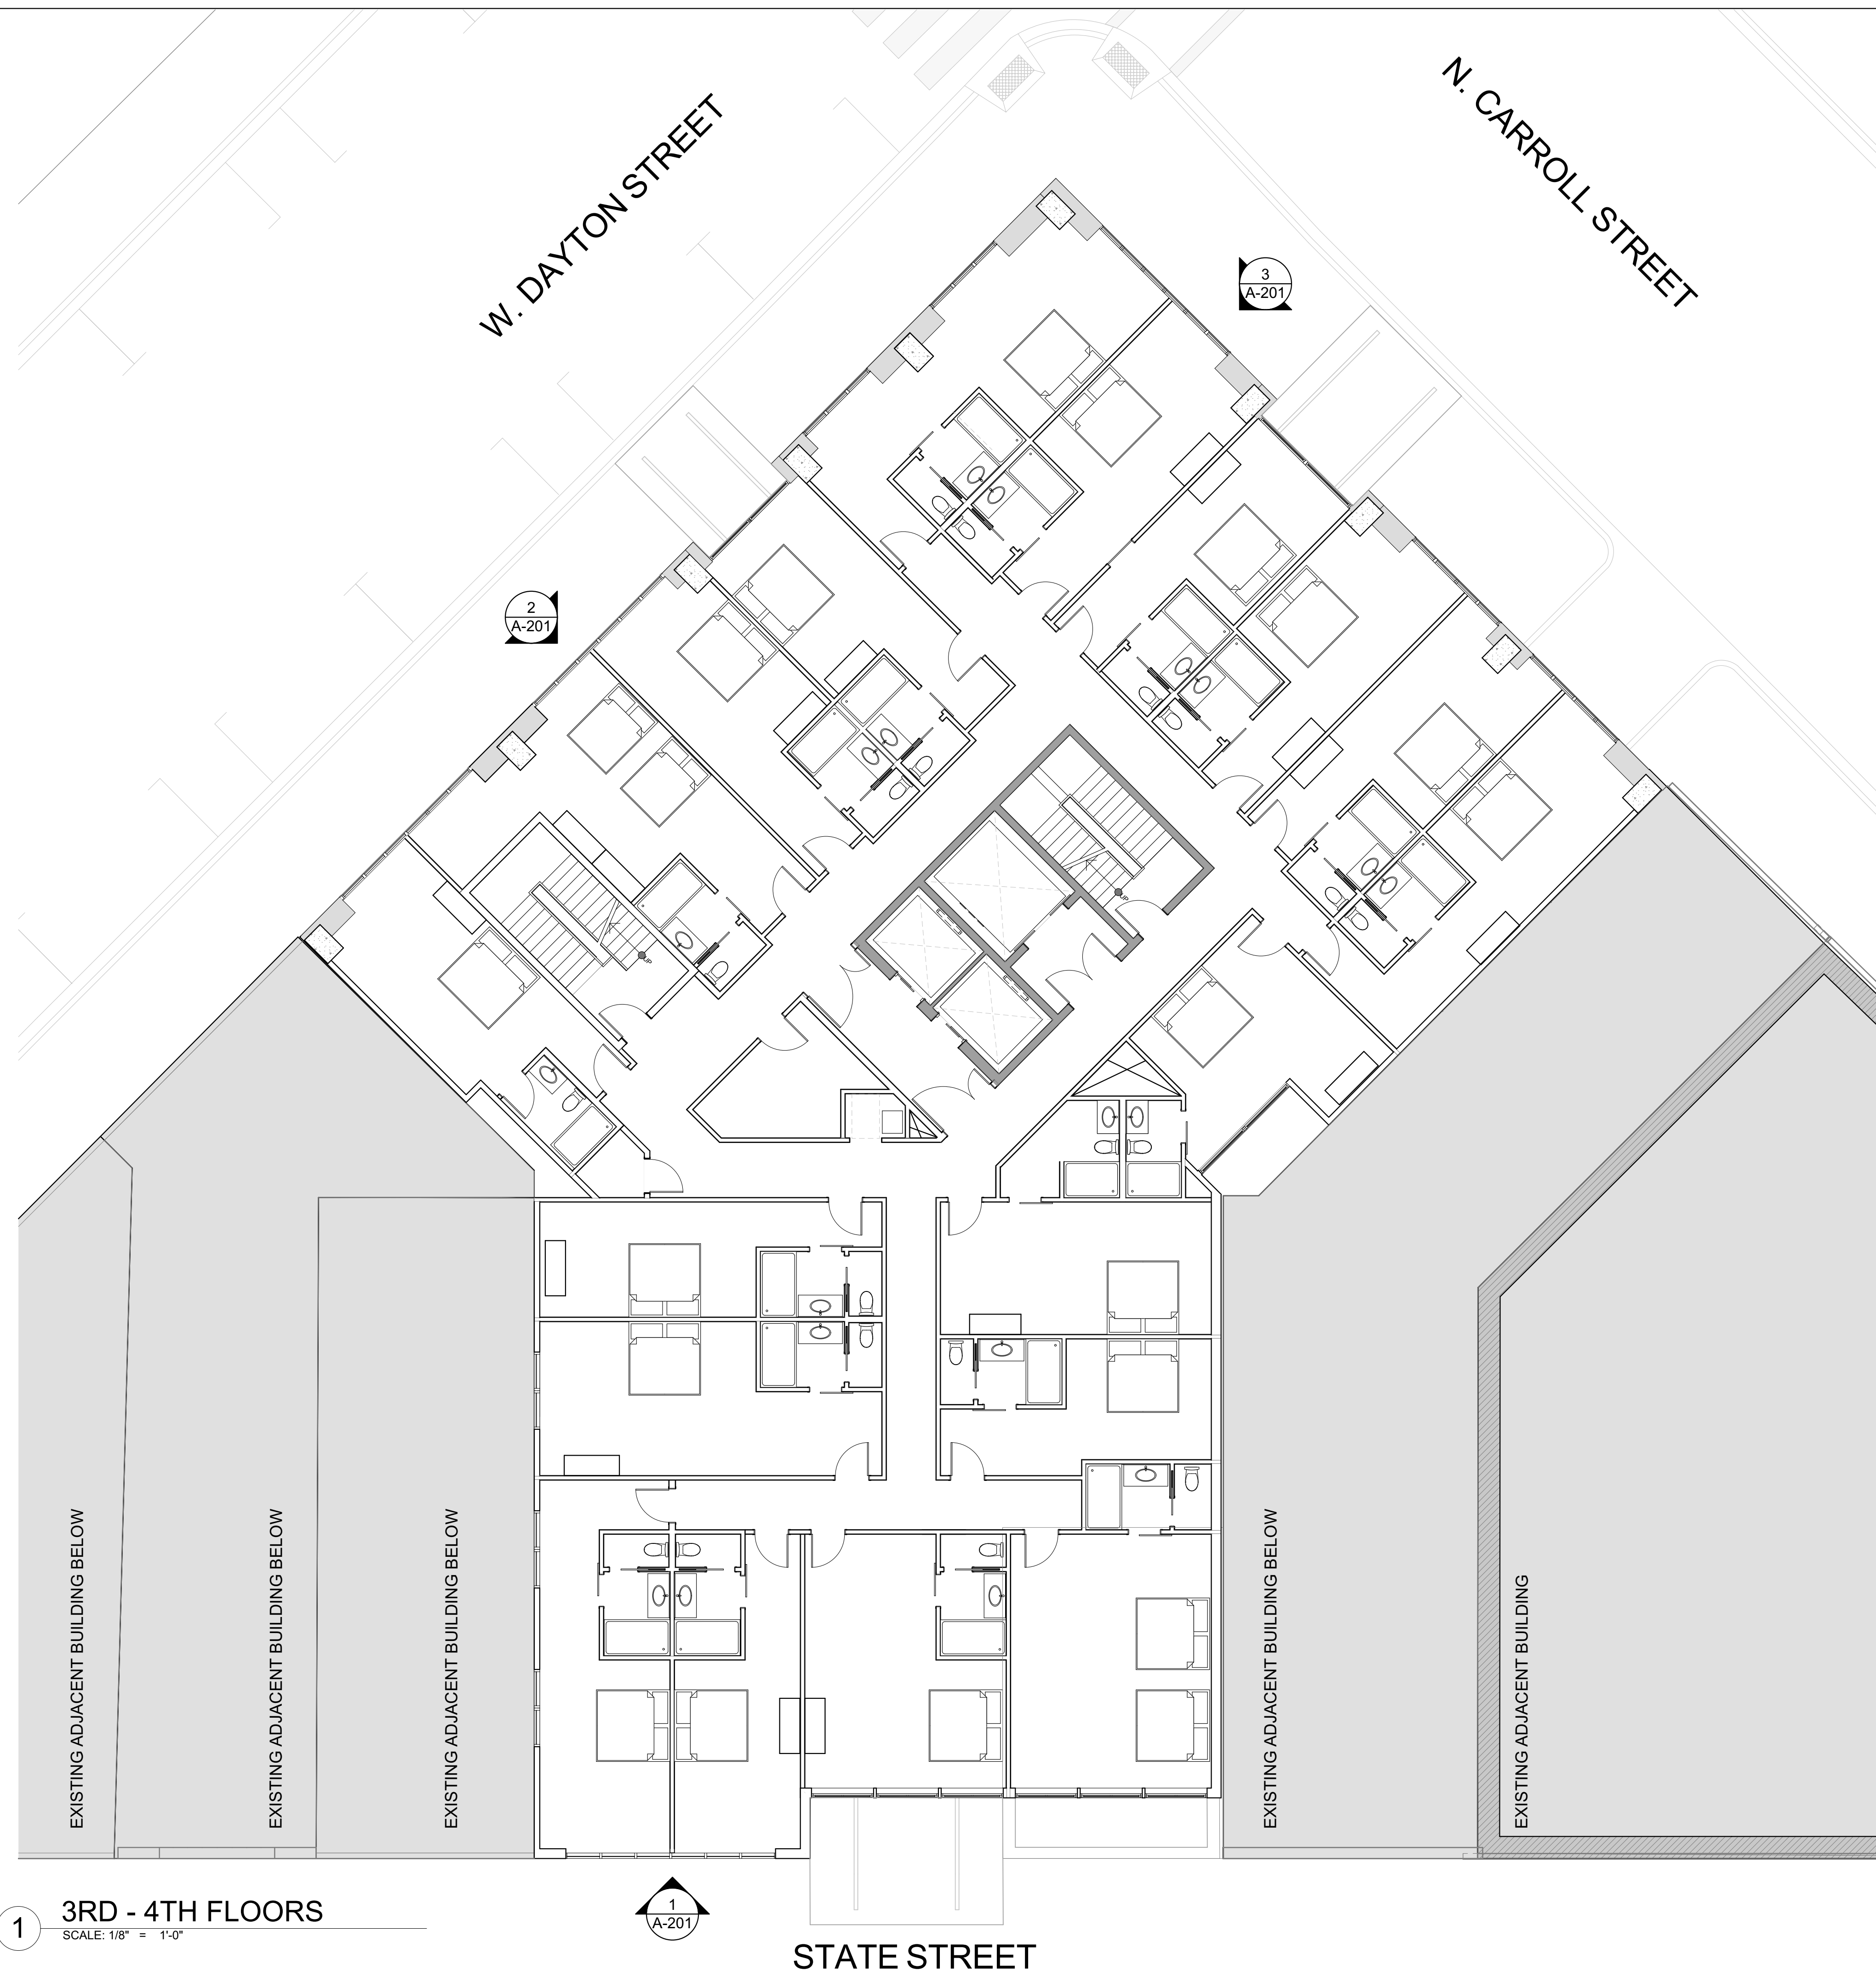 W. DAYTON STREET
N. CARROLL STREET
3
A-201
2
A-201
UP
UP
EXISTING ADJACENT BUILDING BELOW
EXISTING ADJACENT BUILDING BELOW
EXISTING ADJACENT BUILDING BELOW
EXISTING ADJACENT BUILDING BELOW
EXISTING ADJACENT BUILDING
1
3RD - 4TH FLOORS
SCALE: 1/8" = 1'-0"
1
A-201
STATE STREET